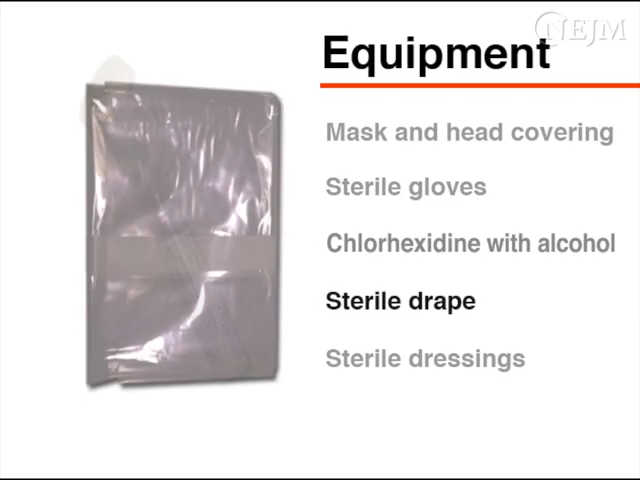 NEJM
Equipment
Mask and head covering
Sterile gloves
Chlorhexidine with alcohol
Sterile drape
Sterile dressings